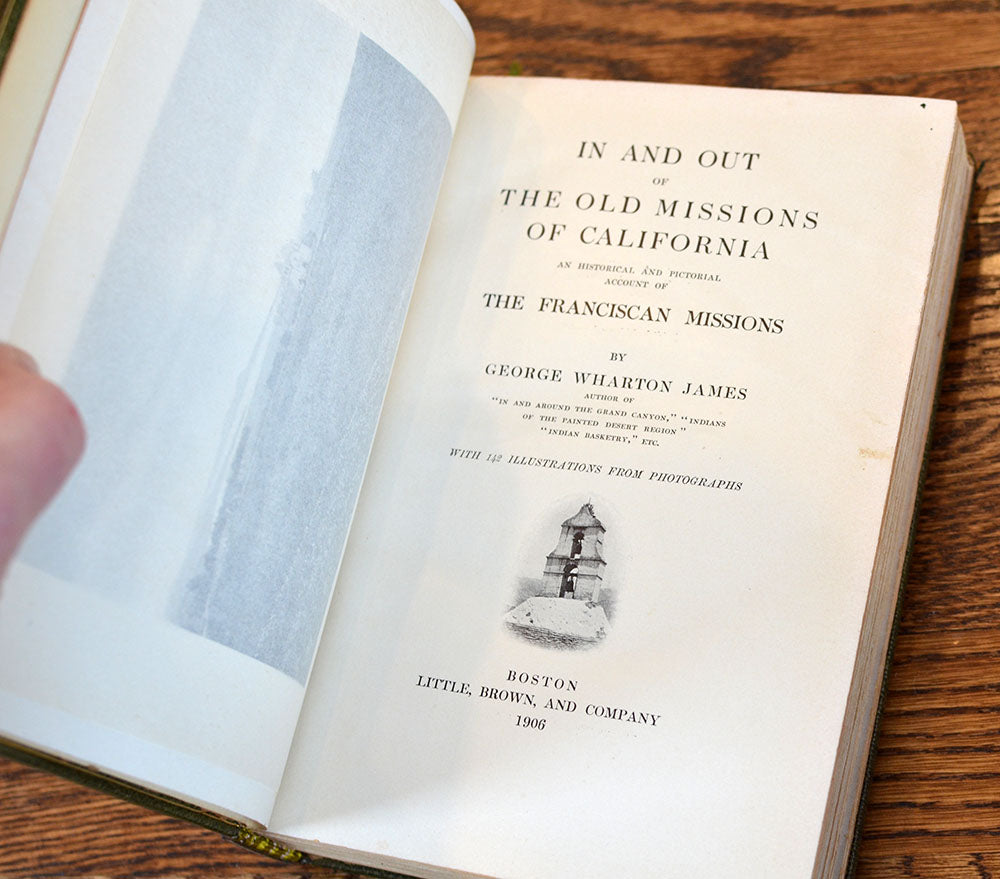 IN AND OUT
OF
THE OLD MISSIONS
OF CALIFORNIA
AN HISTORICAL AND PICTORIAL
ACCOUNT OF
THE FRANCISCAN MISSIONS
BY
GEORGE WHARTON JAMES
AUTHOR OF
"IN AND AROUND THE GRAND CANYON," "INDIANS
OF THE PAINTED DESERT REGION"
"INDIAN BASKETRY," ETC.
WITH 142 ILLUSTRATIONS FROM PHOTOGRAPHS
BOSTON
LITTLE, BROWN, AND COMPANY
1906